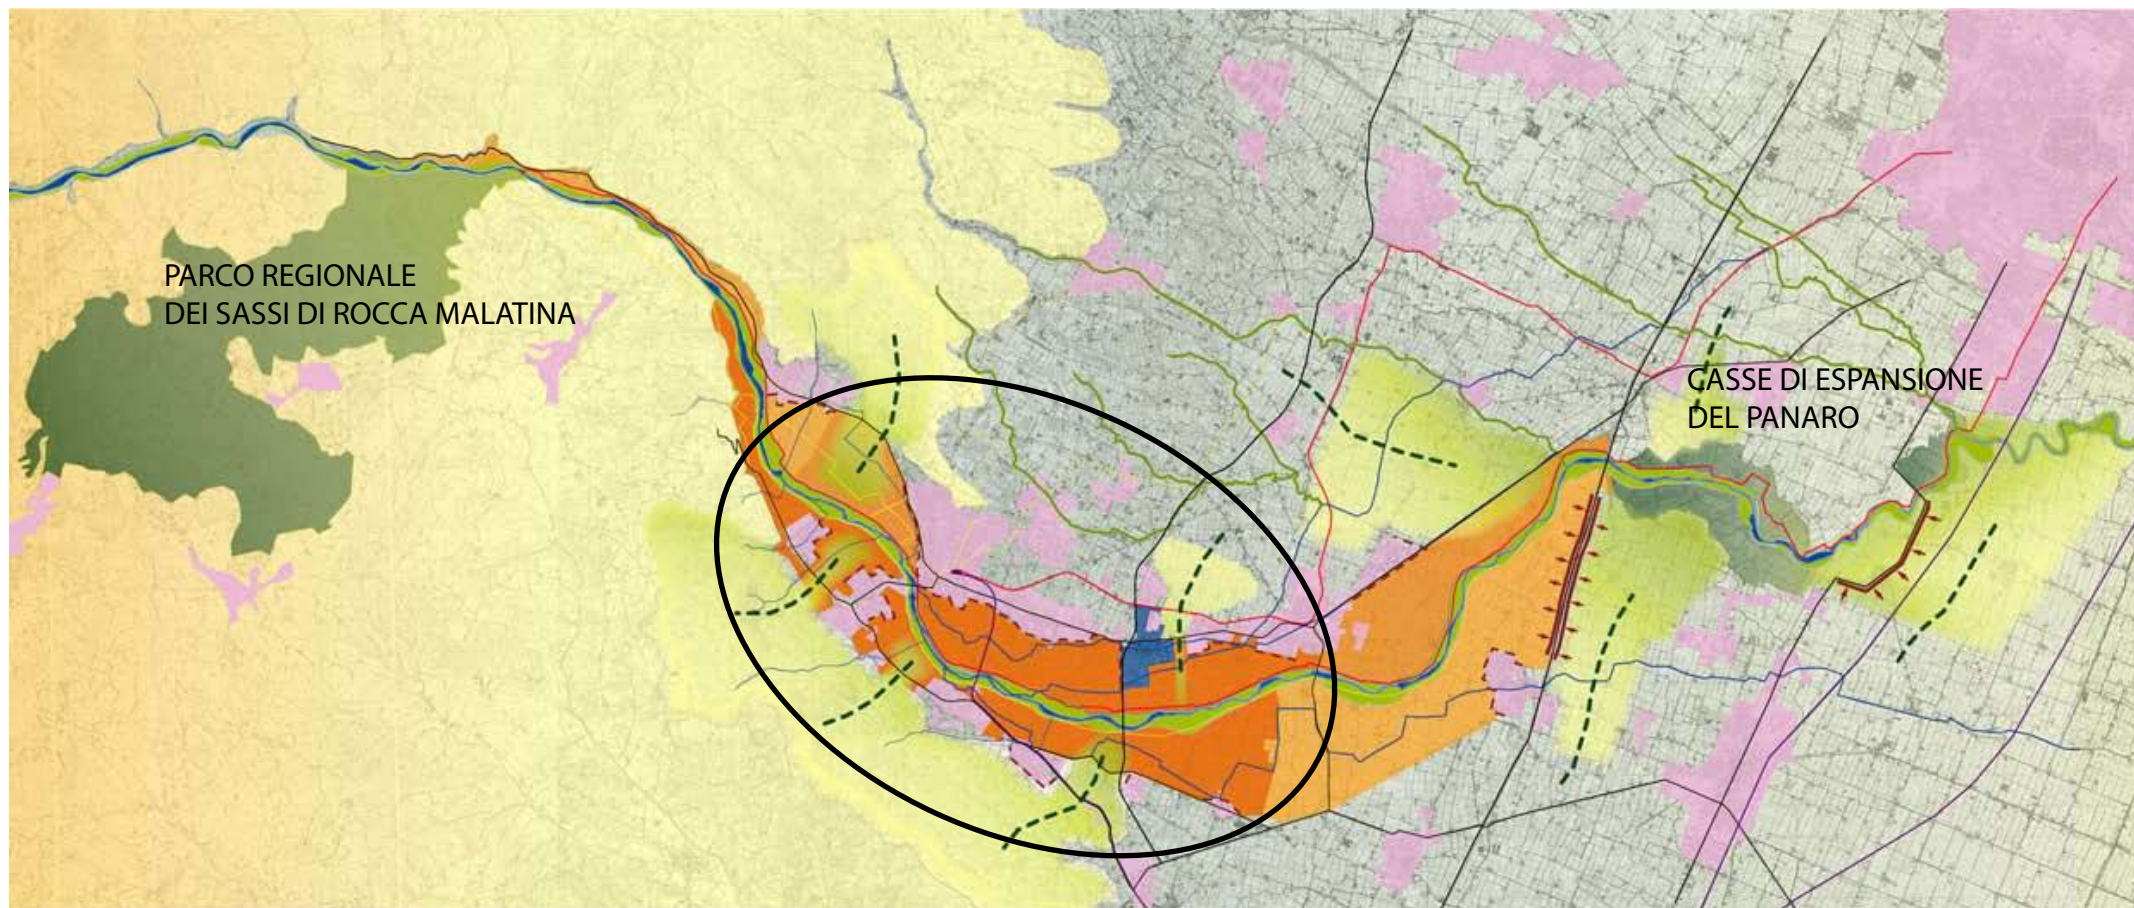 PARCO REGIONALE
DEI SASSI DI ROCCA MALATINA
CASSE DI ESPANSIONE
DEL PANARO